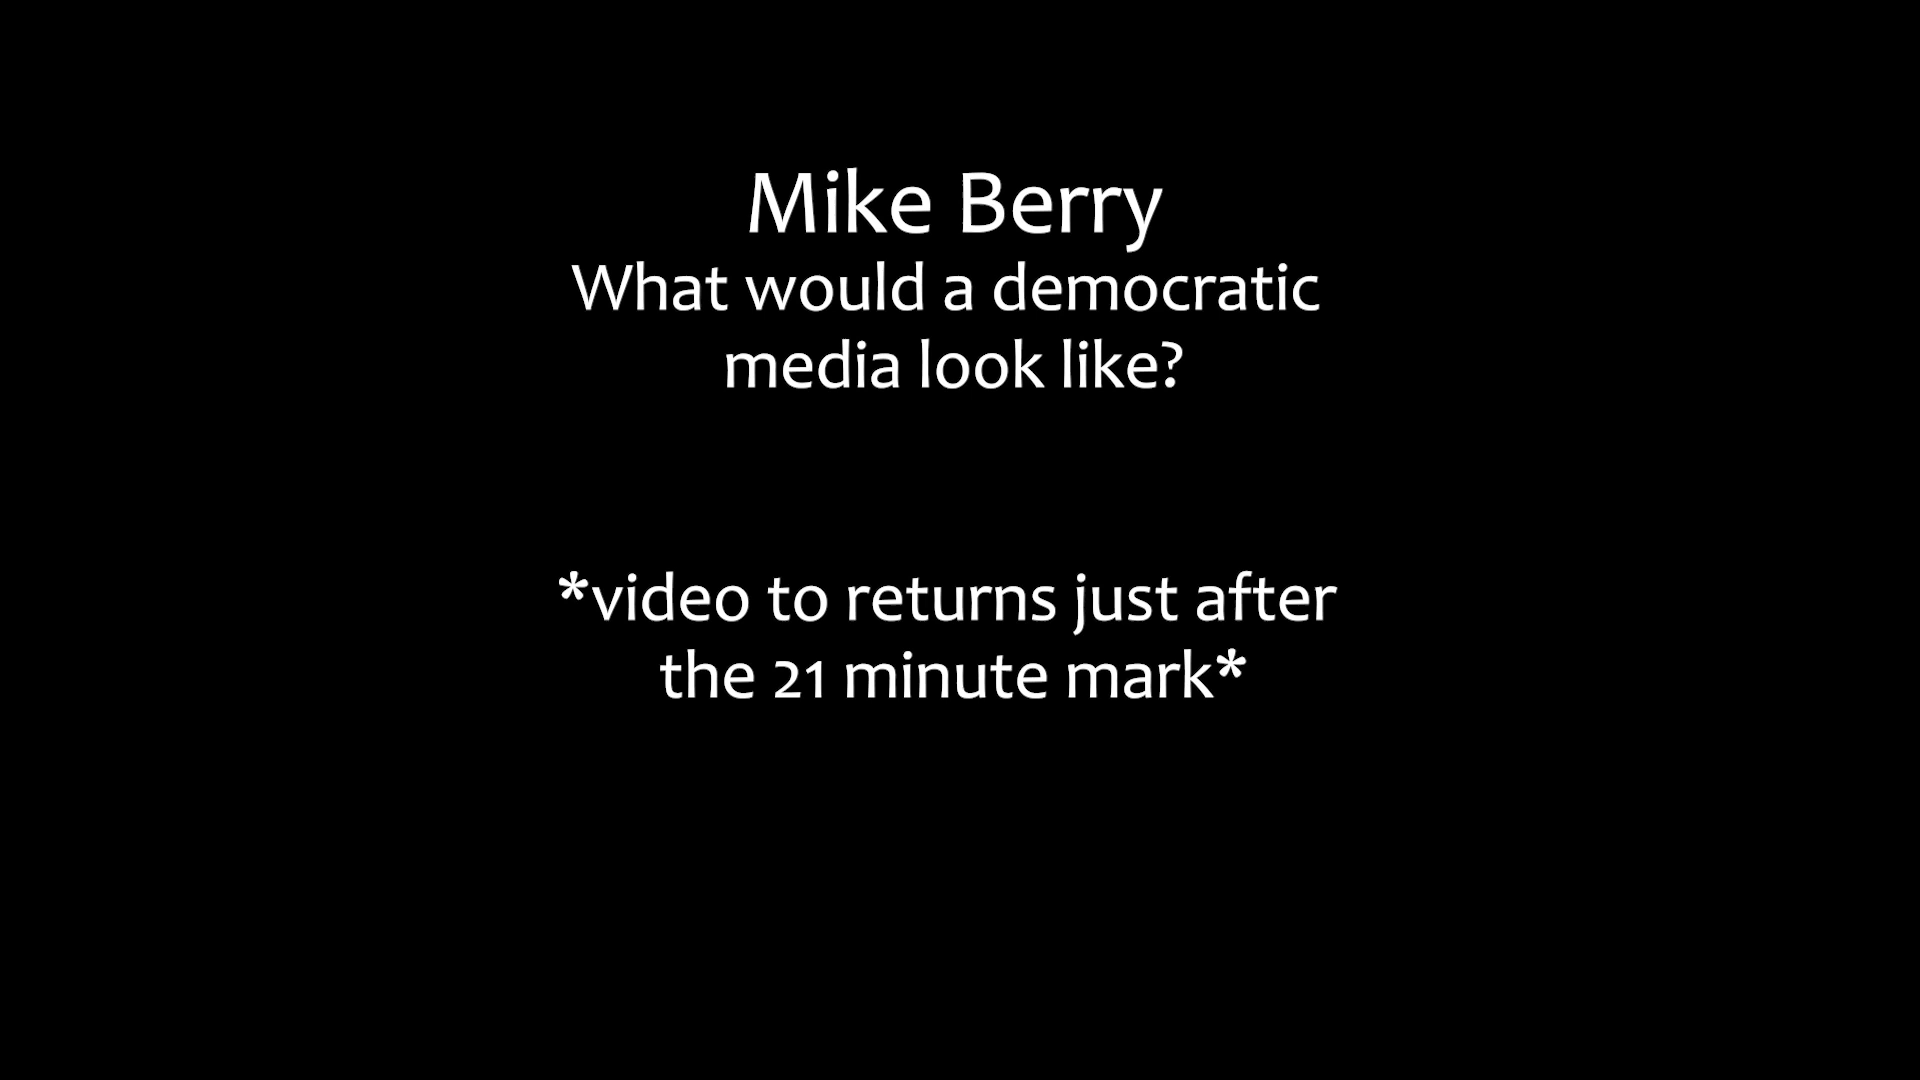 Mike Berry
What would a democratic
media look like?
*video to returns just after
the 21 minute mark*